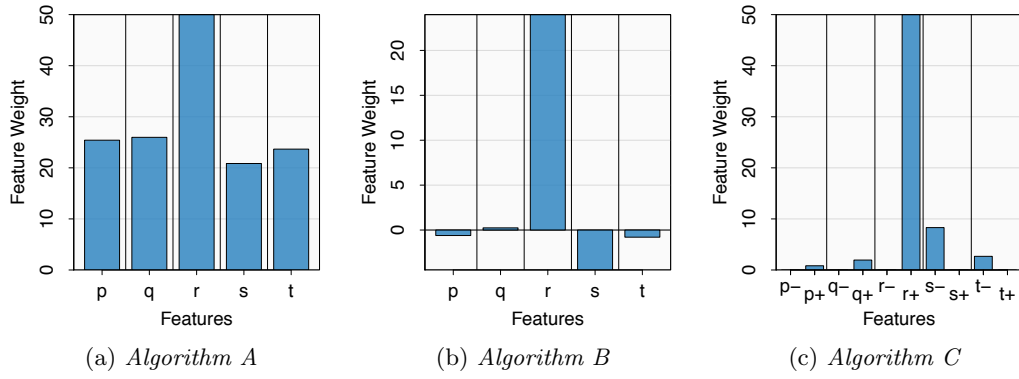 50
40
30
20
10
0
Feature Weight
p q r s t
Features
(a) Algorithm A
20
15
10
5
0
Feature Weight
p q r s t
Features
(b) Algorithm B
50
40
30
20
10
0
Feature Weight
p− p+ q− q+ r− r+ s− s+ t− t+
Features
(c) Algorithm C